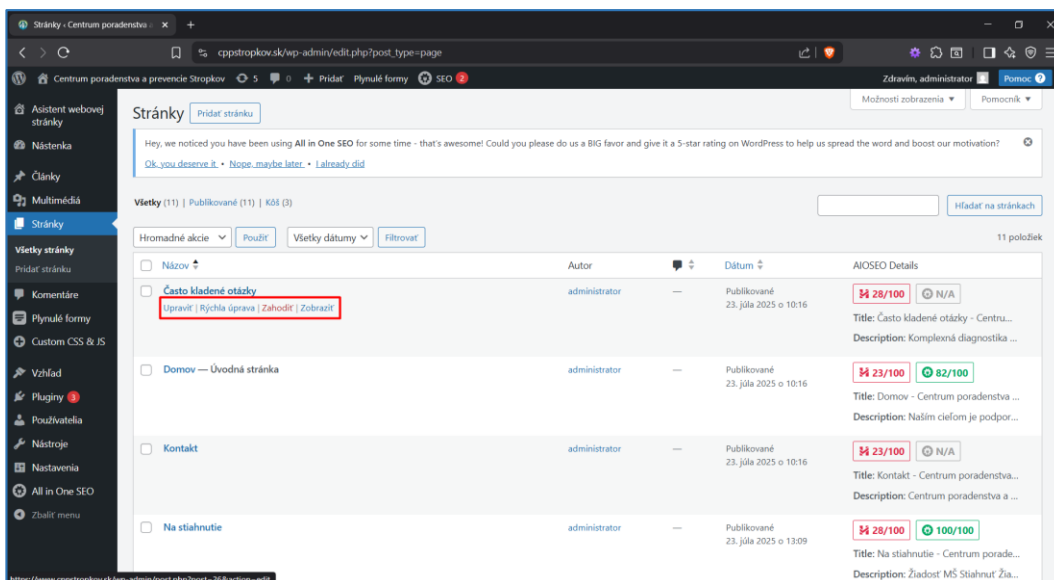 Stránky ‹ Centrum poradenstva
cppstropkov.sk/wp-admin/edit.php?post_type=page
Centrum poradenstva a prevencie Stropkov 5 0 Pridať Plynulé formy SEO 2
Zdravím, administrator Pomoc ?
Asistent webovej stránky
Nástenka
Články
Multimédiá
Stránky
Všetky stránky
Pridať stránku
Komentáre
Plynulé formy
Custom CSS & JS
Vzhľad
Pluginy 3
Používatelia
Nástroje
Nastavenia
All in One SEO
Zbaliť menu
Možnosti zobrazenia ▼ Pomocník ▼
Stránky Pridať stránku
Hey, we noticed you have been using All in One SEO for some time - that's awesome! Could you please do us a BIG favor and give it a 5-star rating on WordPress to help us spread the word and boost our motivation?
Ok, you deserve it • Nope, maybe later • I already did
Všetky (11) | Publikované (11) | Kôš (3)
Hľadať na stránkach
Hromadné akcie Použiť Všetky dátumy Filtrovať
11 položiek
Názov Autor Dátum AIOSEO Details
Často kladené otázky administrator — Publikované 28/100 N/A
Upraviť | Rýchla úprava | Zahodiť | Zobraziť 23. júla 2025 o 10:16
Title: Často kladené otázky - Centru...
Description: Komplexná diagnostika ...
Domov — Úvodná stránka administrator — Publikované 23/100 82/100
23. júla 2025 o 10:16
Title: Domov - Centrum poradenstva ...
Description: Naším cieľom je podpor...
Kontakt administrator — Publikované 23/100 N/A
23. júla 2025 o 10:16
Title: Kontakt - Centrum poradenstva...
Description: Centrum poradenstva a ...
Na stiahnutie administrator — Publikované 28/100 100/100
23. júla 2025 o 13:09
Title: Na stiahnutie - Centrum porade...
Description: Žiadosť MŠ Stiahnuť Žia...